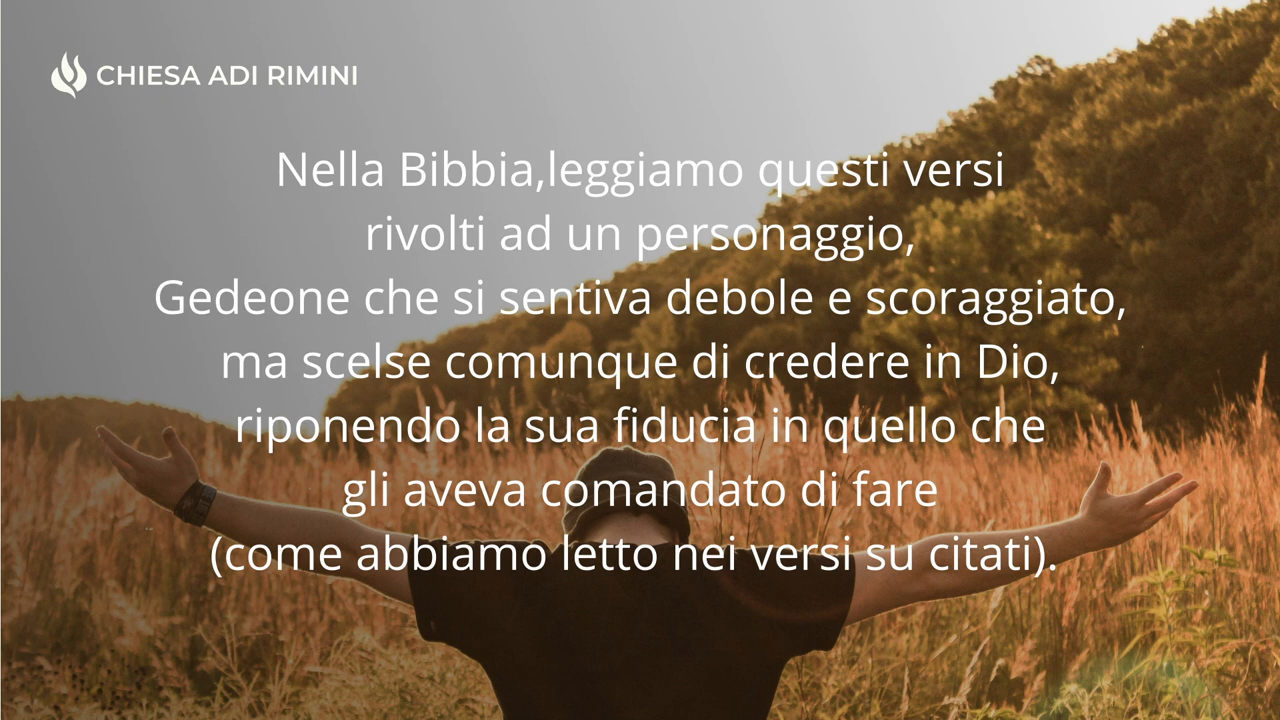 CHIESA ADI RIMINI
Nella Bibbia,leggiamo questi versi
rivolti ad un personaggio,
Gedeone che si sentiva debole e scoraggiato,
ma scelse comunque di credere in Dio,
riponendo la sua fiducia in quello che
gli aveva comandato di fare
(come abbiamo letto nei versi su citati).